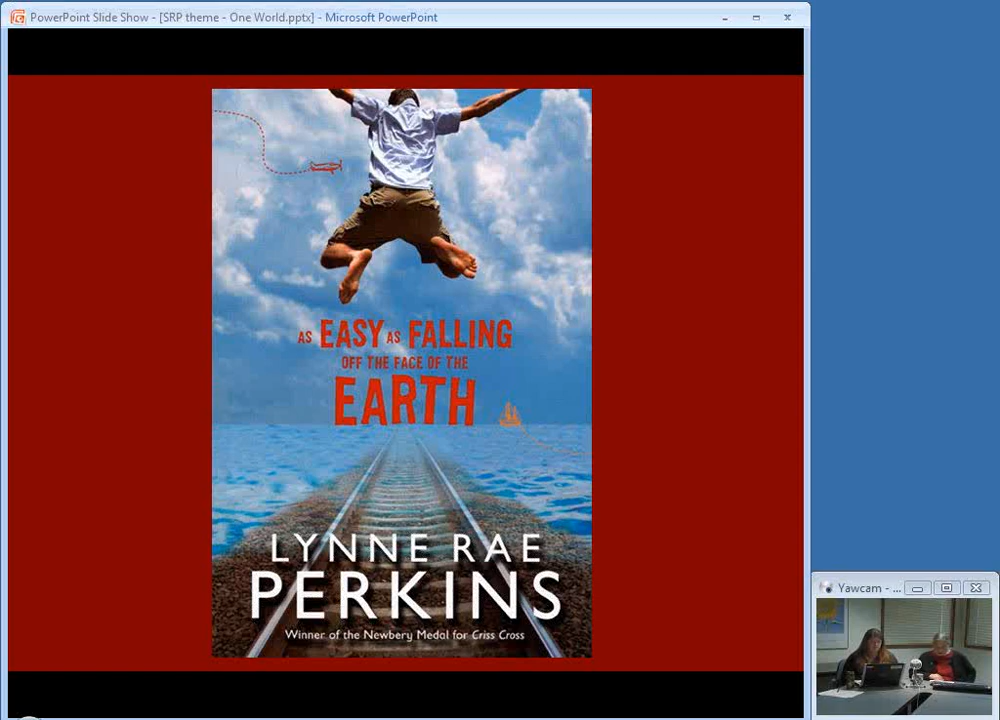 PowerPoint Slide Show - [SRP theme - One World.pptx] - Microsoft PowerPoint
AS EASY AS FALLING
OFF THE FACE OF THE
EARTH
LYNNE RAE
PERKINS
Winner of the Newbery Medal for Criss Cross
Yawcam - ...